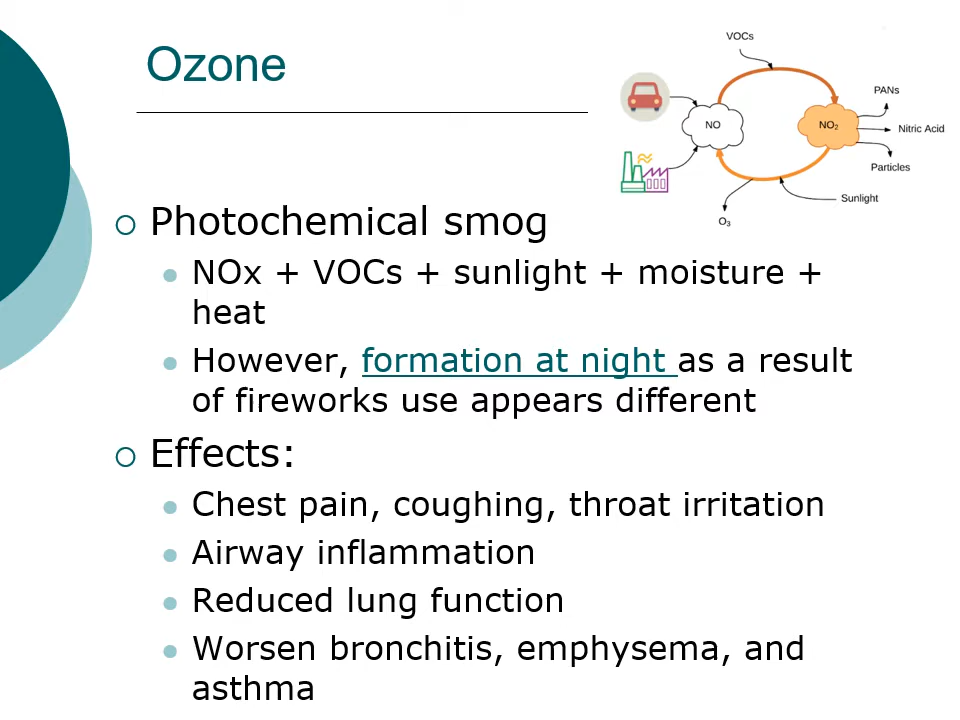 Ozone
VOCs
PANs
NO
NO₂
Nitric Acid
Particles
Sunlight
O₃
Photochemical smog
NOx + VOCs + sunlight + moisture +
heat
However, formation at night as a result
of fireworks use appears different
Effects:
Chest pain, coughing, throat irritation
Airway inflammation
Reduced lung function
Worsen bronchitis, emphysema, and
asthma